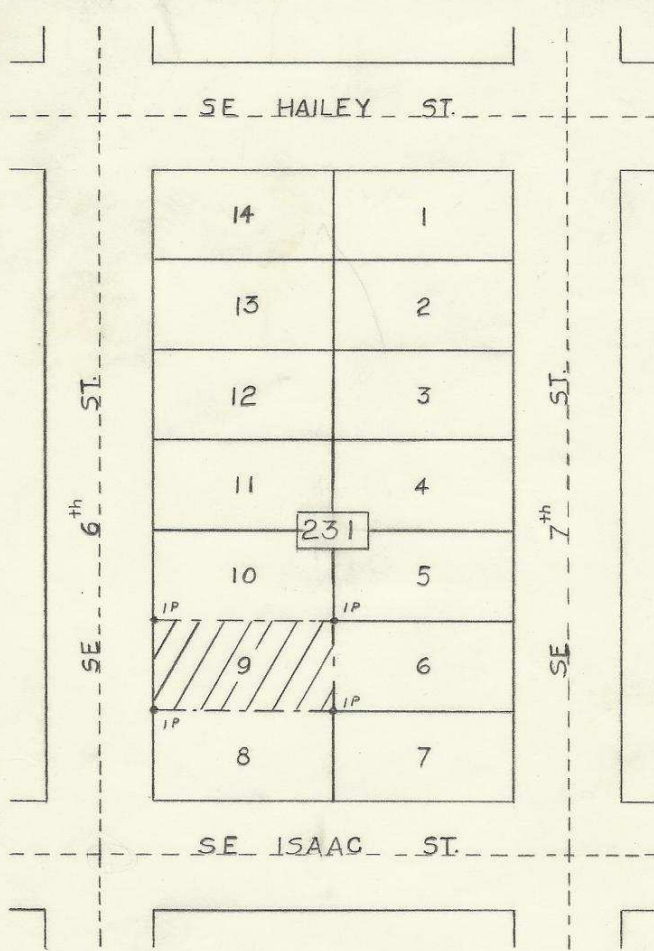 SE HAILEY ST.
14 1
13 2
12 3
11 4
231
10 5
IP IP
9 6
IP IP
8 7
SE 6th ST.
SE 7th ST.
SE ISAAC ST.